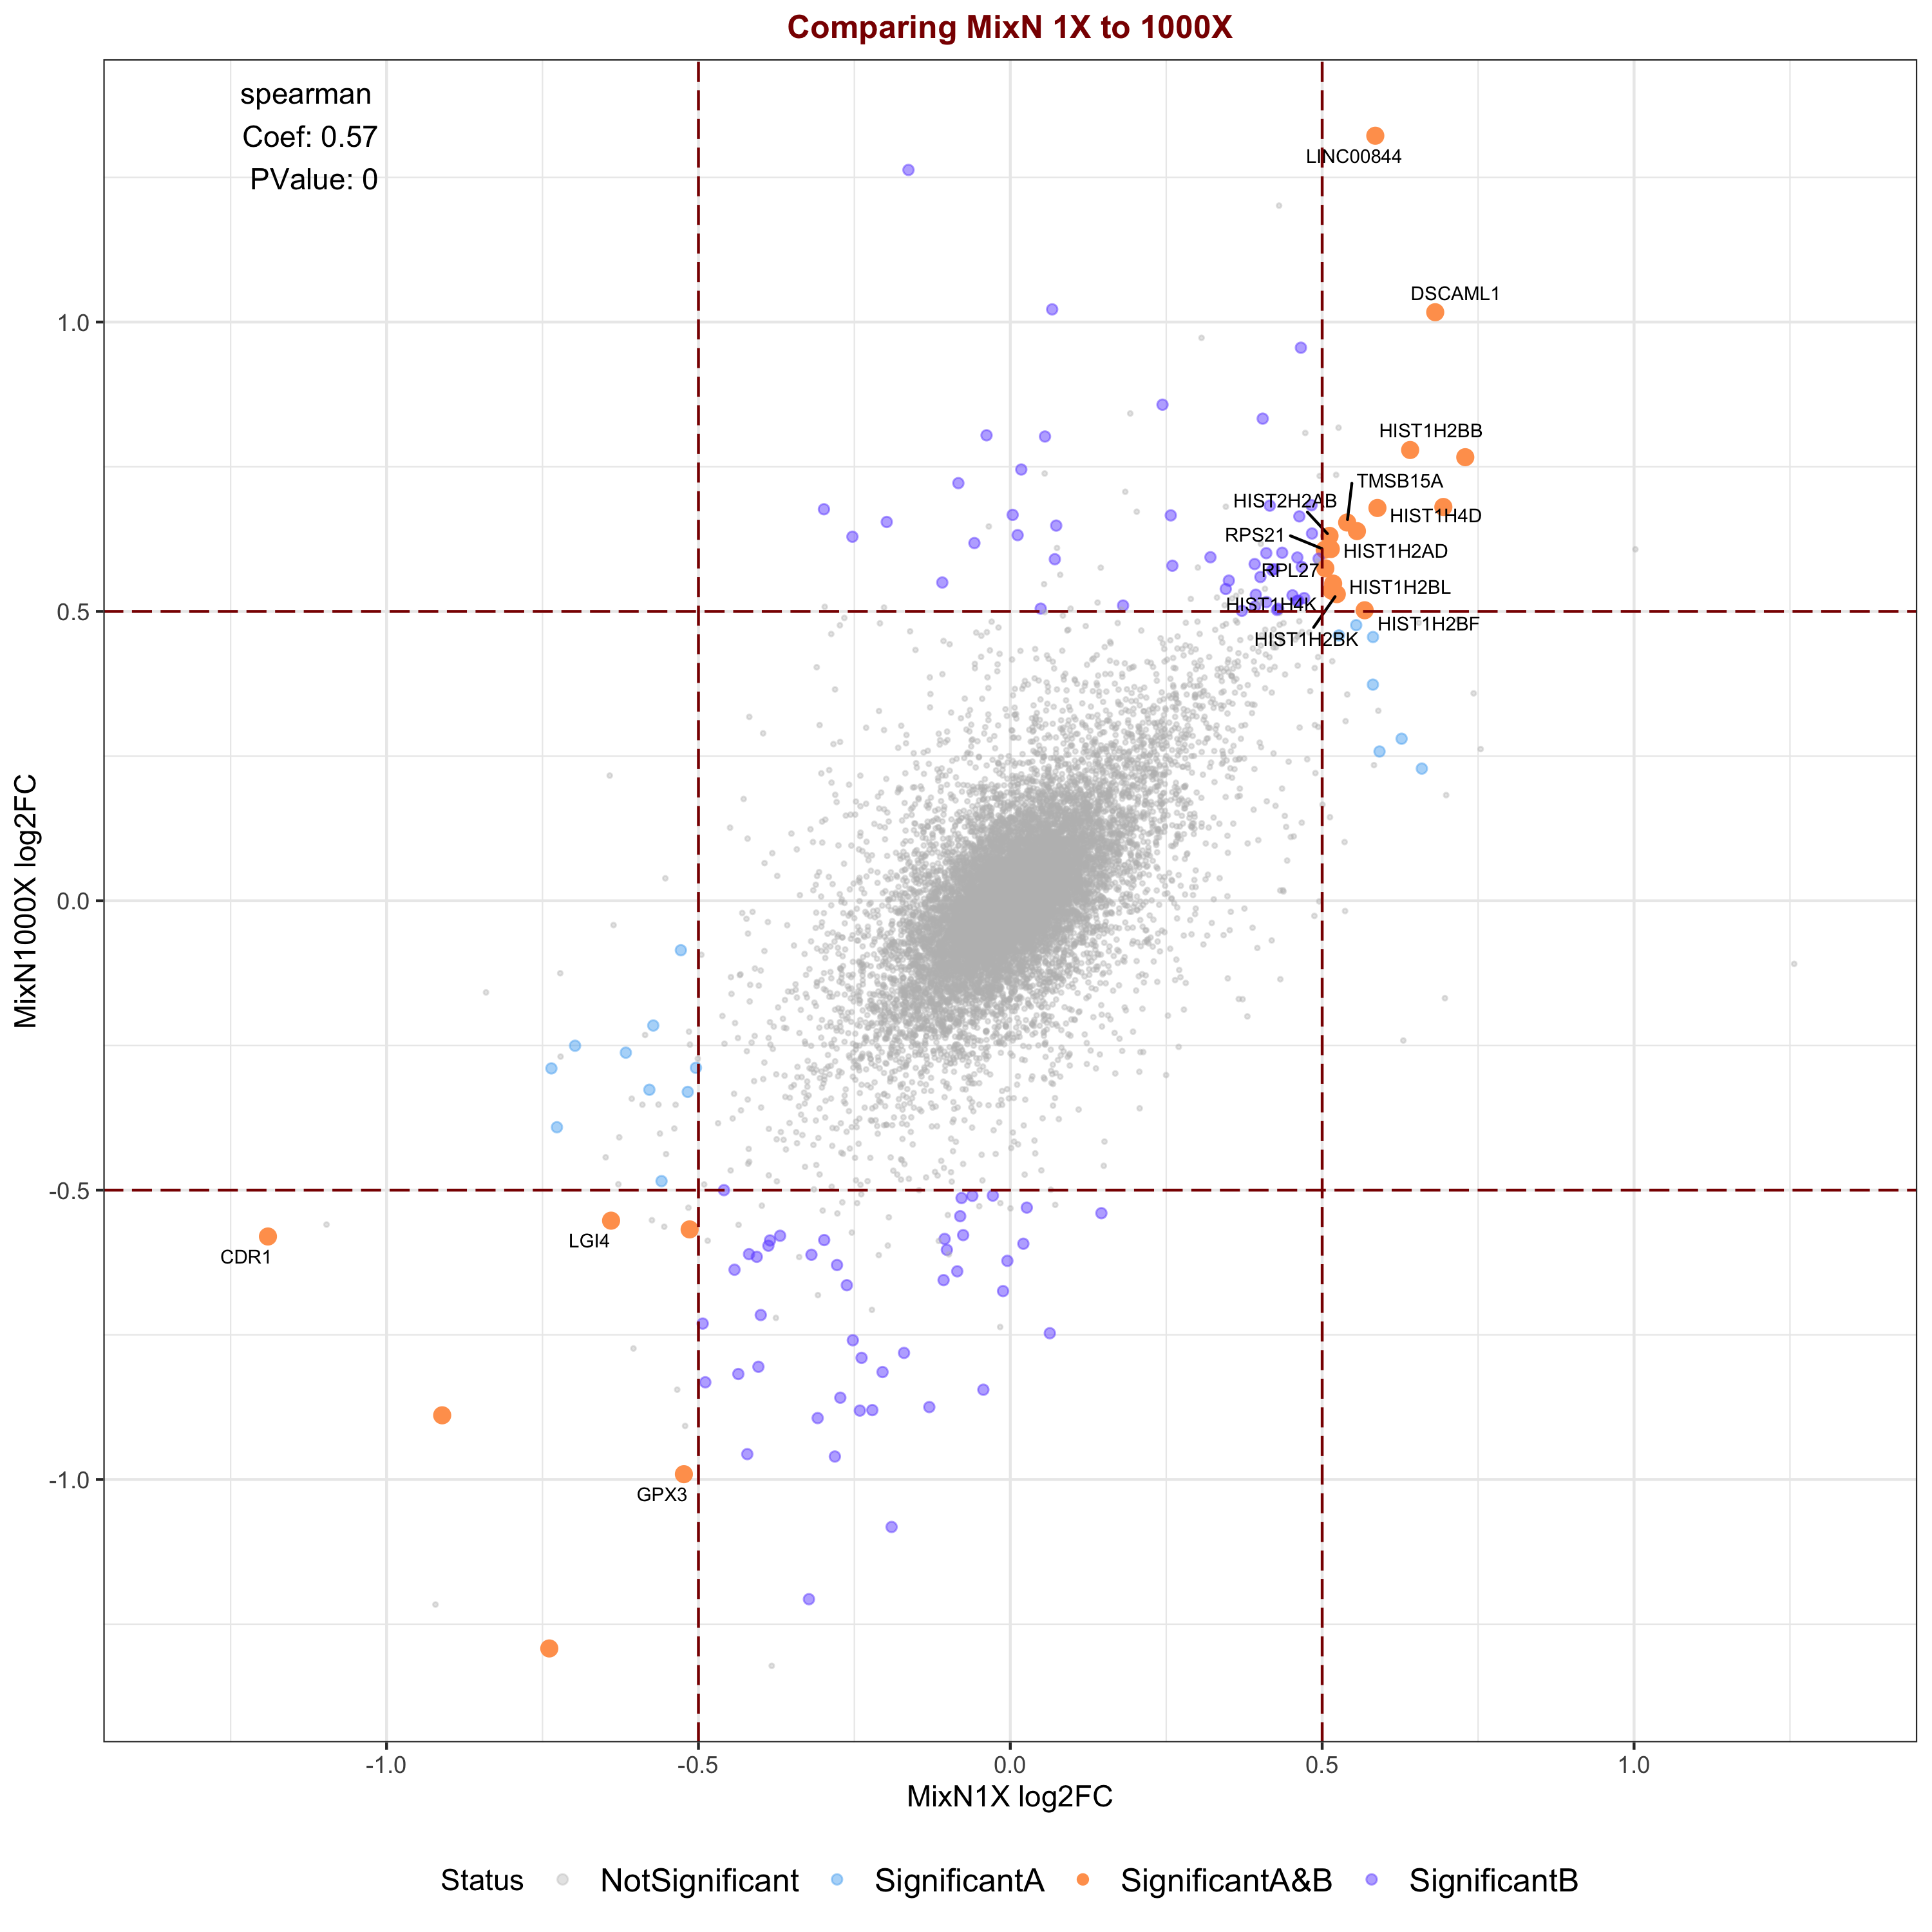 Comparing MixN 1X to 1000X
spearman
Coef: 0.57
PValue: 0
LINC00844
DSCAML1
HIST1H2BB
TMSB15A
HIST2H2AB
HIST1H4D
RPS21
HIST1H2AD
RPL27
HIST1H2BL
HIST1H4K
HIST1H2BF
HIST1H2BK
CDR1
LGI4
GPX3
1.0
0.5
0.0
-0.5
-1.0
MixN1000X log2FC
-1.0 -0.5 0.0 0.5 1.0
MixN1X log2FC
Status NotSignificant SignificantA SignificantA&B SignificantB